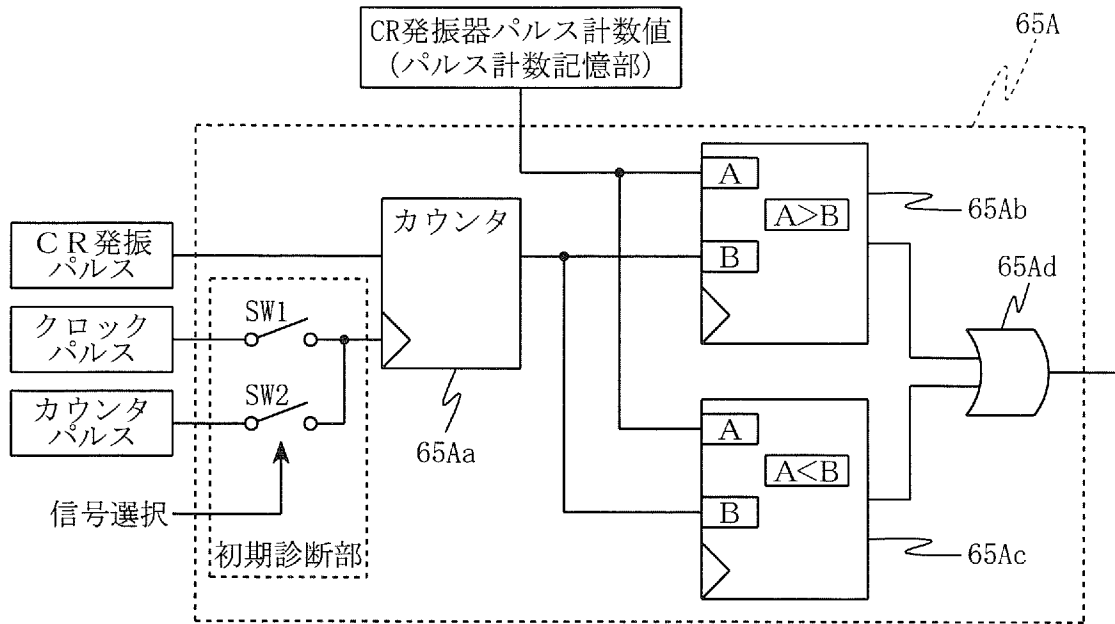 CR発振器パルス計数値
(パルス計数記憶部)
65A
カウンタ
A
A>B
B
65Ab
CR発振
パルス
クロック
パルス
カウンタ
パルス
SW1
SW2
65Aa
65Ad
A
A<B
B
65Ac
信号選択
初期診断部